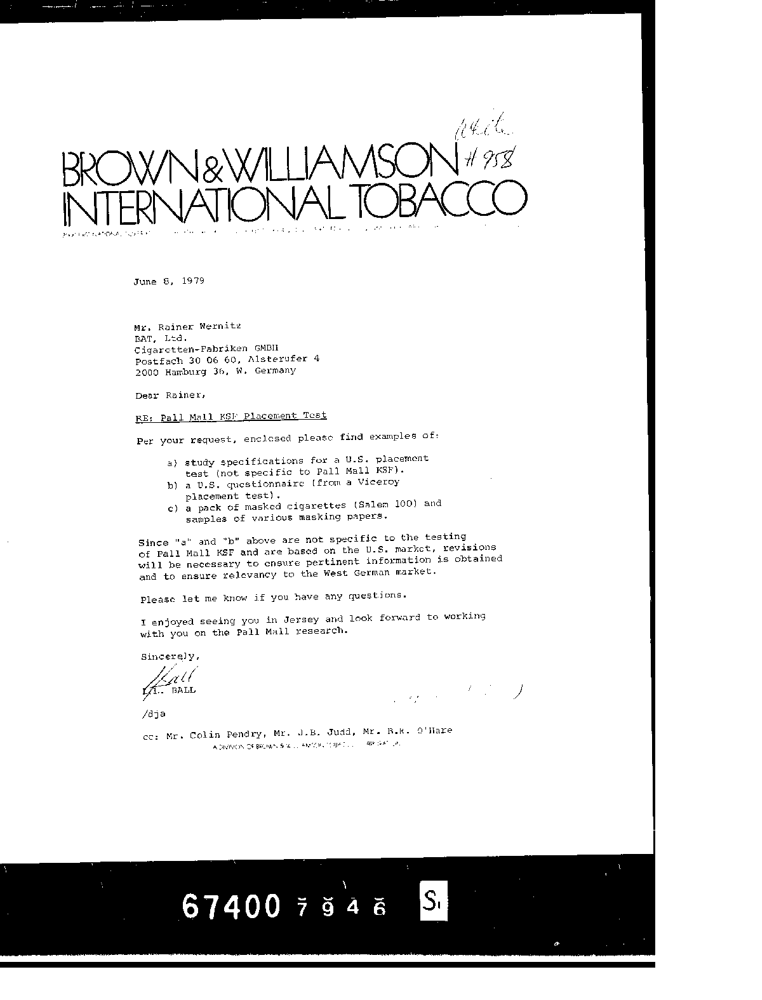 # 958
BROWN & WILLIAMSON
INTERNATIONAL TOBACCO
June 8, 1979
Mr. Rainer Wernitz
BAT, Ltd.
Cigaretten-Fabriken GMBH
Postfach 30 06 60, Alsterufer 4
2000 Hamburg 36, W. Germany
Dear Rainer,
RE: Pall Mall KSF Placement Test
Per your request, enclosed please find examples of:
a) study specifications for a U.S. placement
test (not specific to Pall Mall KSF).
b) a U.S. questionnaire (from a Viceroy
placement test).
c) a pack of masked cigarettes (Salem 100) and
samples of various masking papers.
Since "a" and "b" above are not specific to the testing
of Pall Mall KSF and are based on the U.S. market, revisions
will be necessary to ensure pertinent information is obtained
and to ensure relevancy to the West German market.
Please let me know if you have any questions.
I enjoyed seeing you in Jersey and look forward to working
with you on the Pall Mall research.
Sincerely,
BALL
/dja
cc: Mr. Colin Pendry, Mr. J.B. Judd, Mr. R.K. O'Hare
A DIVISION OF BROWN &
67400 7946 S